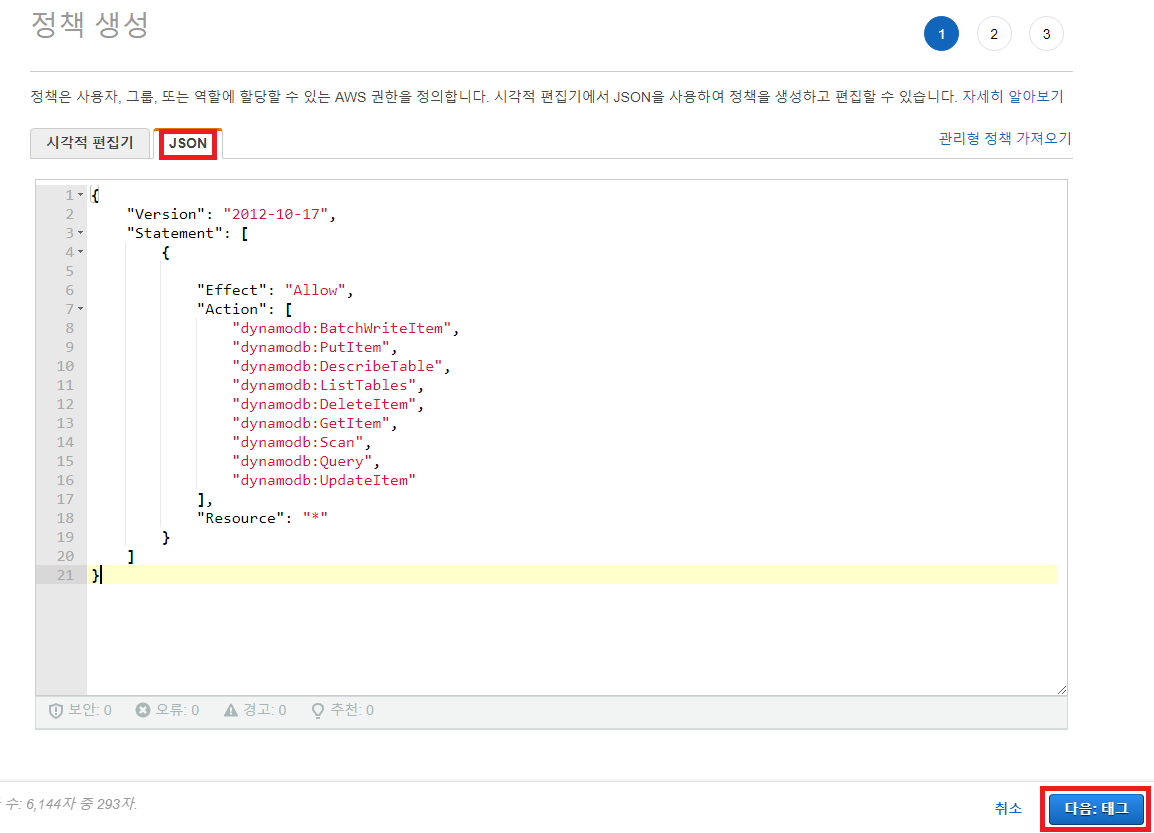 정책 생성
1 2 3
정책은 사용자, 그룹, 또는 역할에 할당할 수 있는 AWS 권한을 정의합니다. 시각적 편집기에서 JSON을 사용하여 정책을 생성하고 편집할 수 있습니다. 자세히 알아보기
시각적 편집기 JSON 관리형 정책 가져오기
1 {
2 "Version": "2012-10-17",
3 "Statement": [
4 {
5
6 "Effect": "Allow",
7 "Action": [
8 "dynamodb:BatchWriteItem",
9 "dynamodb:PutItem",
10 "dynamodb:DescribeTable",
11 "dynamodb:ListTables",
12 "dynamodb:DeleteItem",
13 "dynamodb:GetItem",
14 "dynamodb:Scan",
15 "dynamodb:Query",
16 "dynamodb:UpdateItem"
17 ],
18 "Resource": "*"
19 }
20 ]
21 }
보안: 0 오류: 0 경고: 0 추천: 0
수: 6,144자 중 293자.
취소 다음: 태그